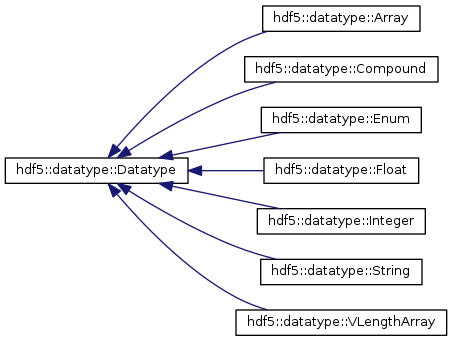 hdf5::datatype::Array
hdf5::datatype::Compound
hdf5::datatype::Enum
hdf5::datatype::Datatype
hdf5::datatype::Float
hdf5::datatype::Integer
hdf5::datatype::String
hdf5::datatype::VLengthArray